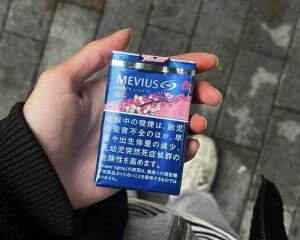 MEVIUS
SUPER LIGHTS
妊娠中の喫煙は、胎児
の発育不全のほか、早
産や出生体重の減少、
乳幼児突然死症候群の
危険性を高めます。